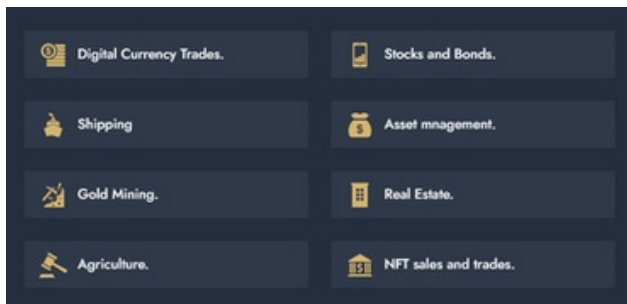 Digital Currency Trades.
Stocks and Bonds.
Shipping
Asset mnagement.
Gold Mining.
Real Estate.
Agriculture.
NFT sales and trades.